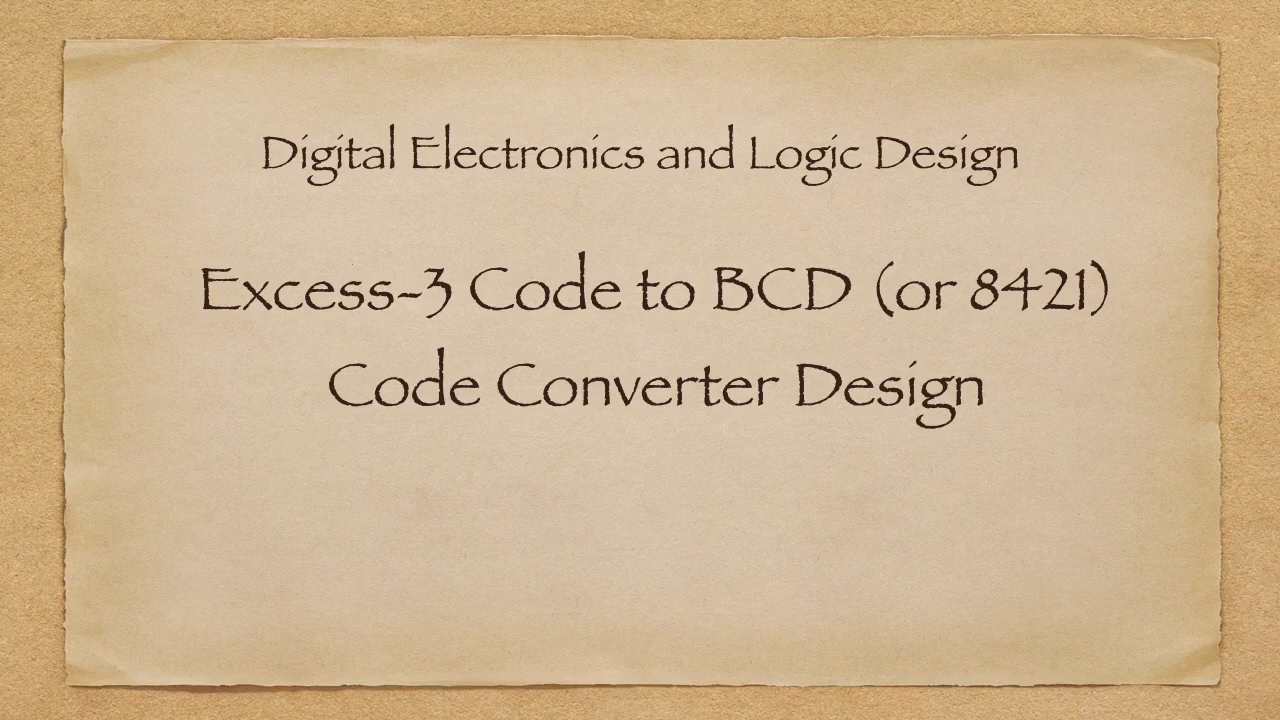 Digital Electronics and Logic Design
Excess-3 Code to BCD (or 8421)
Code Converter Design